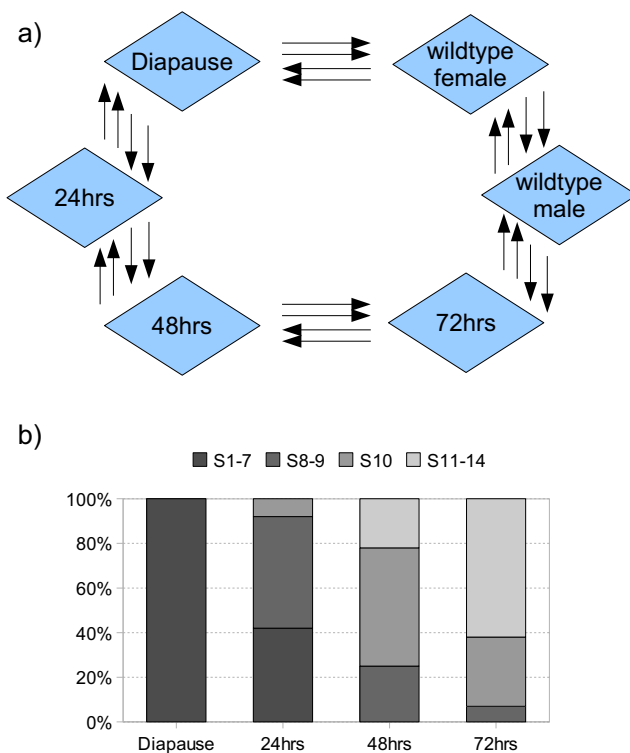 a)
Diapause
wildtype
female
24hrs
wildtype
male
48hrs
72hrs
b)
S1-7 S8-9 S10 S11-14
100%
80%
60%
40%
20%
0%
Diapause 24hrs 48hrs 72hrs